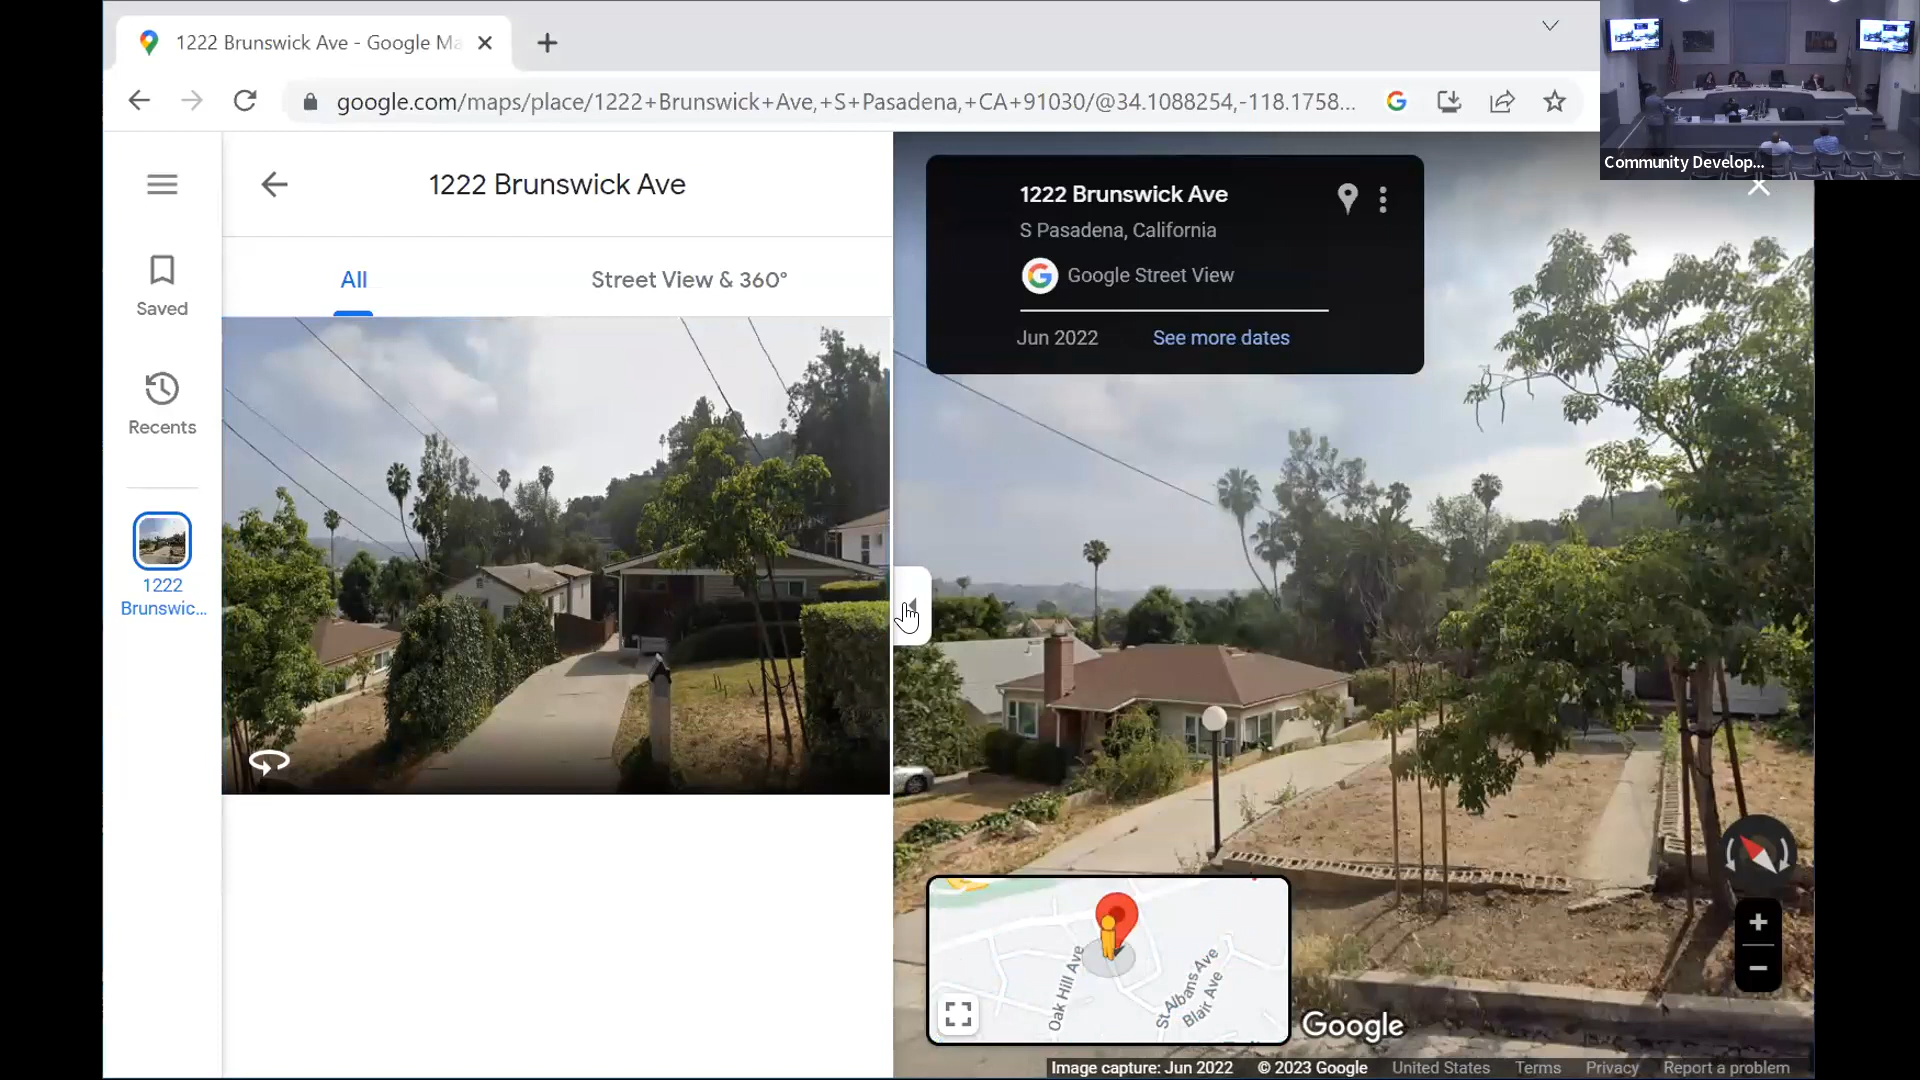 1222 Brunswick Ave - Google Ma
google.com/maps/place/1222+Brunswick+Ave,+S+Pasadena,+CA+91030/@34.1088254,-118.1758...
Community Develop...
1222 Brunswick Ave
All
Street View & 360°
Saved
Recents
1222
Brunswic...
1222 Brunswick Ave
S Pasadena, California
Google Street View
Jun 2022
See more dates
Oak Hill Ave
St Albans Ave
Blair Ave
Google
Image capture: Jun 2022 © 2023 Google United States Terms Privacy Report a problem